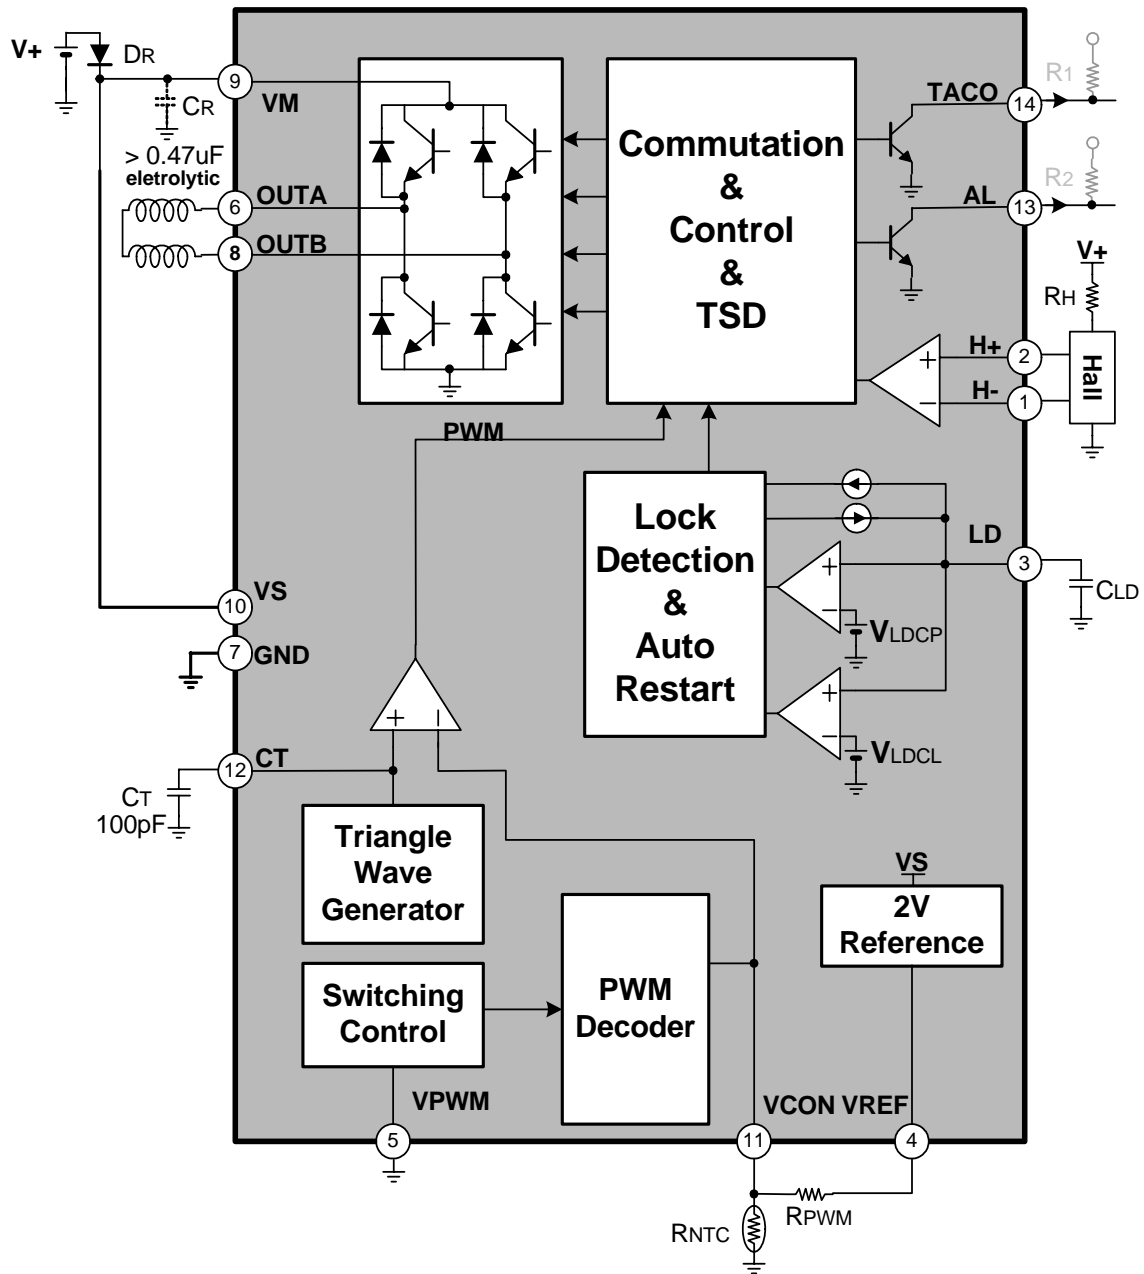 V+
DR
CR
> 0.47uF
eletrolytic
9
VM
6
OUTA
8
OUTB
Commutation
&
Control
&
TSD
TACO
14
R1
AL
13
R2
V+
RH
H+
2
H-
1
Hall
PWM
Lock
Detection
&
Auto
Restart
LD
3
CLD
VLDCP
VLDCL
VS
10
7
GND
+
−
+
−
+
−
+
−
12
CT
CT
100pF
Triangle
Wave
Generator
VS
2V
Reference
Switching
Control
PWM
Decoder
VPWM
VCON VREF
5
11
4
RPWM
RNTC